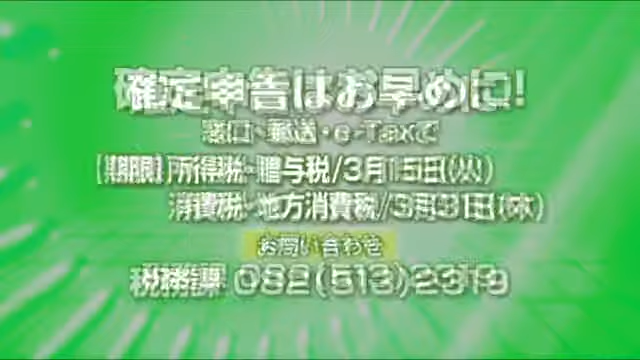 確定申告はお早めに!
窓口・郵送・e-Taxで
【期限】所得税・贈与税/3月15日(火)
消費税・地方消費税/3月31日(木)
お問い合わせ
税務課 082(513)2319